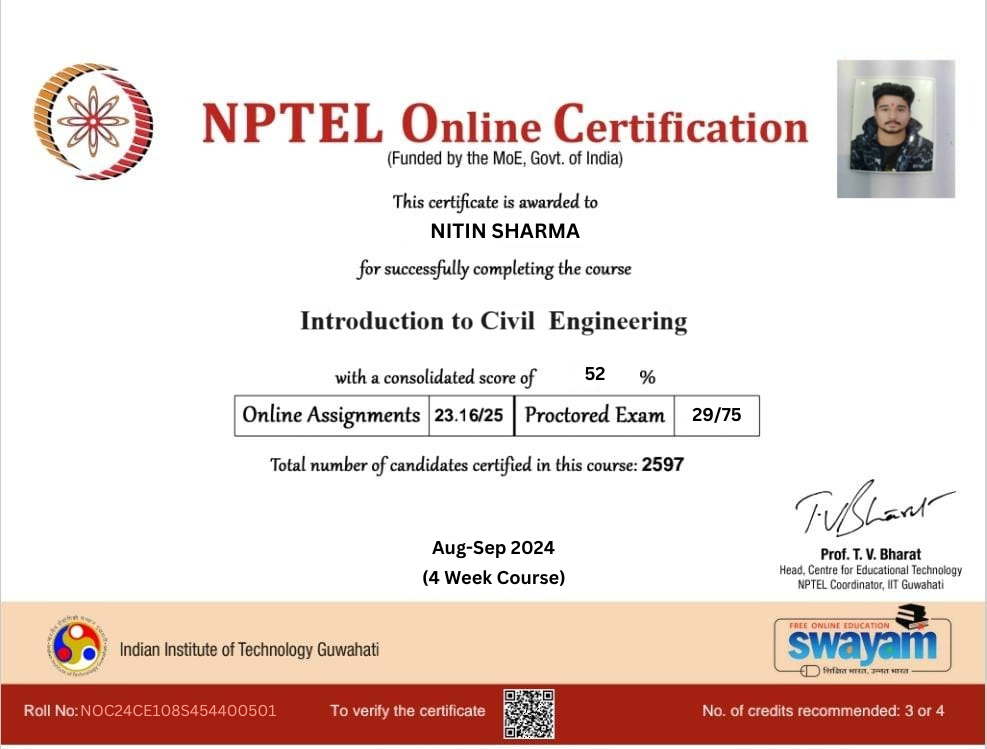 NPTEL Online Certification
(Funded by the MoE, Govt. of India)
This certificate is awarded to
NITIN SHARMA
for successfully completing the course
Introduction to Civil Engineering
with a consolidated score of 52 %
Online Assignments 23.16/25 Proctored Exam 29/75
Total number of candidates certified in this course: 2597
Aug-Sep 2024
(4 Week Course)
T.V Bharat
Prof. T. V. Bharat
Head, Centre for Educational Technology
NPTEL Coordinator, IIT Guwahati
Indian Institute of Technology Guwahati
FREE ONLINE EDUCATION
swayam
शिक्षित भारत, उन्नत भारत
Roll No: NOC24CE108S454400501
To verify the certificate
No. of credits recommended: 3 or 4